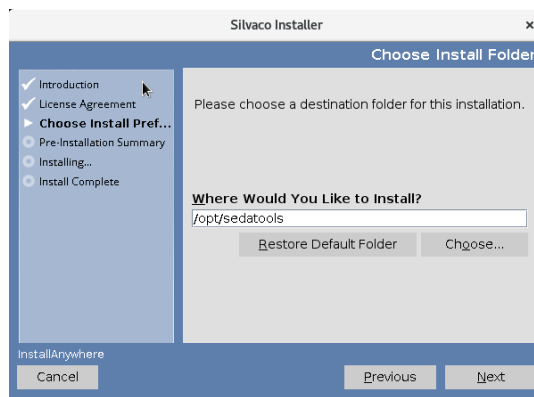 Silvaco Installer
×
Choose Install Folder
Introduction
License Agreement
Choose Install Pref...
Pre-Installation Summary
Installing...
Install Complete
Please choose a destination folder for this installation.
Where Would You Like to Install?
/opt/sedatools
Restore Default Folder
Choose...
InstallAnywhere
Cancel
Previous
Next